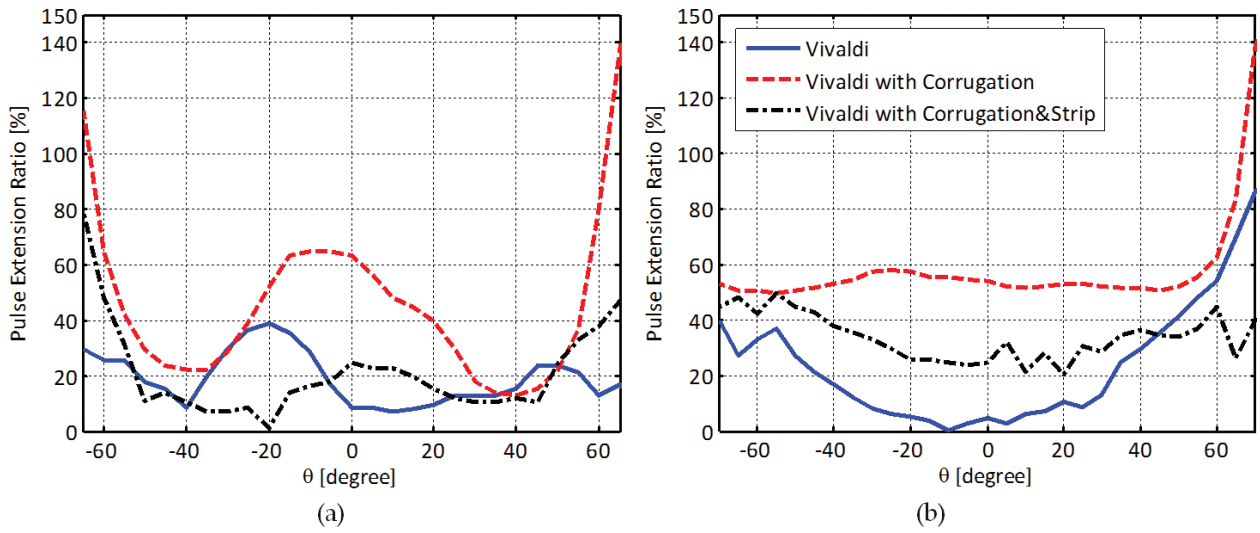 150
140
120
100
80
60
40
20
0
Pulse Extension Ratio [%]
-60 -40 -20 0 20 40 60
θ [degree]
(a)
150
140
120
100
80
60
40
20
0
Pulse Extension Ratio [%]
Vivaldi
Vivaldi with Corrugation
Vivaldi with Corrugation&Strip
-60 -40 -20 0 20 40 60
θ [degree]
(b)